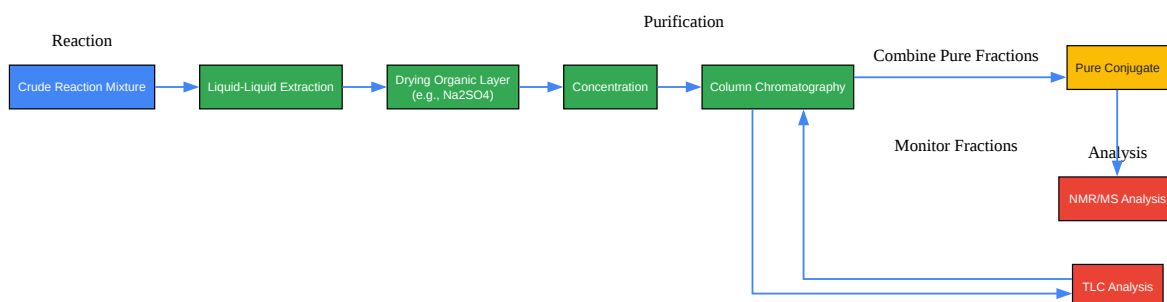 Purification
Reaction
Combine Pure Fractions
Crude Reaction Mixture
Liquid-Liquid Extraction
Drying Organic Layer
(e.g., Na2SO4)
Concentration
Column Chromatography
Pure Conjugate
Monitor Fractions
Analysis
NMR/MS Analysis
TLC Analysis